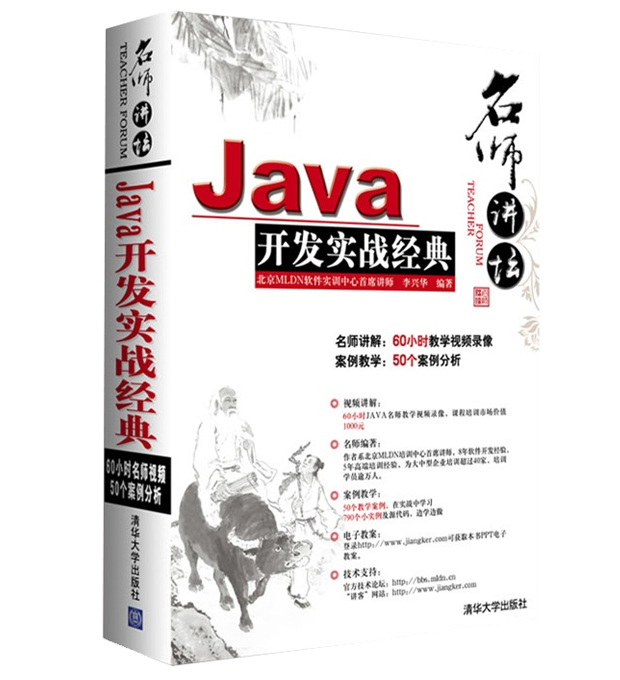 名师
讲坛
TEACHER FORUM
Java开发实战经典
60小时名师视频
50个案例分析
清华大学出版社
名师
讲坛
TEACHER
FORUM
Java
开发实战经典
北京MLDN软件实训中心首席讲师 李兴华 编著
名师讲解：60小时教学视频录像
案例教学：50个案例分析
视频讲解：
60小时JAVA名师教学视频录像，课程培训市场价值
1000元
名师编著：
作者系北京MLDN培训中心首席讲师，8年软件开发经验，
5年高端培训经验，为大中型企业培训超过40家，培训
学员逾万人。
案例教学：
50个教学案例，在实战中学习
790个小实例及源代码，边学边做
电子教案：
登录http://www.jiangker.com可获取本书PPT电子
教案。
技术支持：
官方技术论坛：http://bbs.mldn.cn
“讲客”网站：http://www.jiangker.com
清华大学出版社